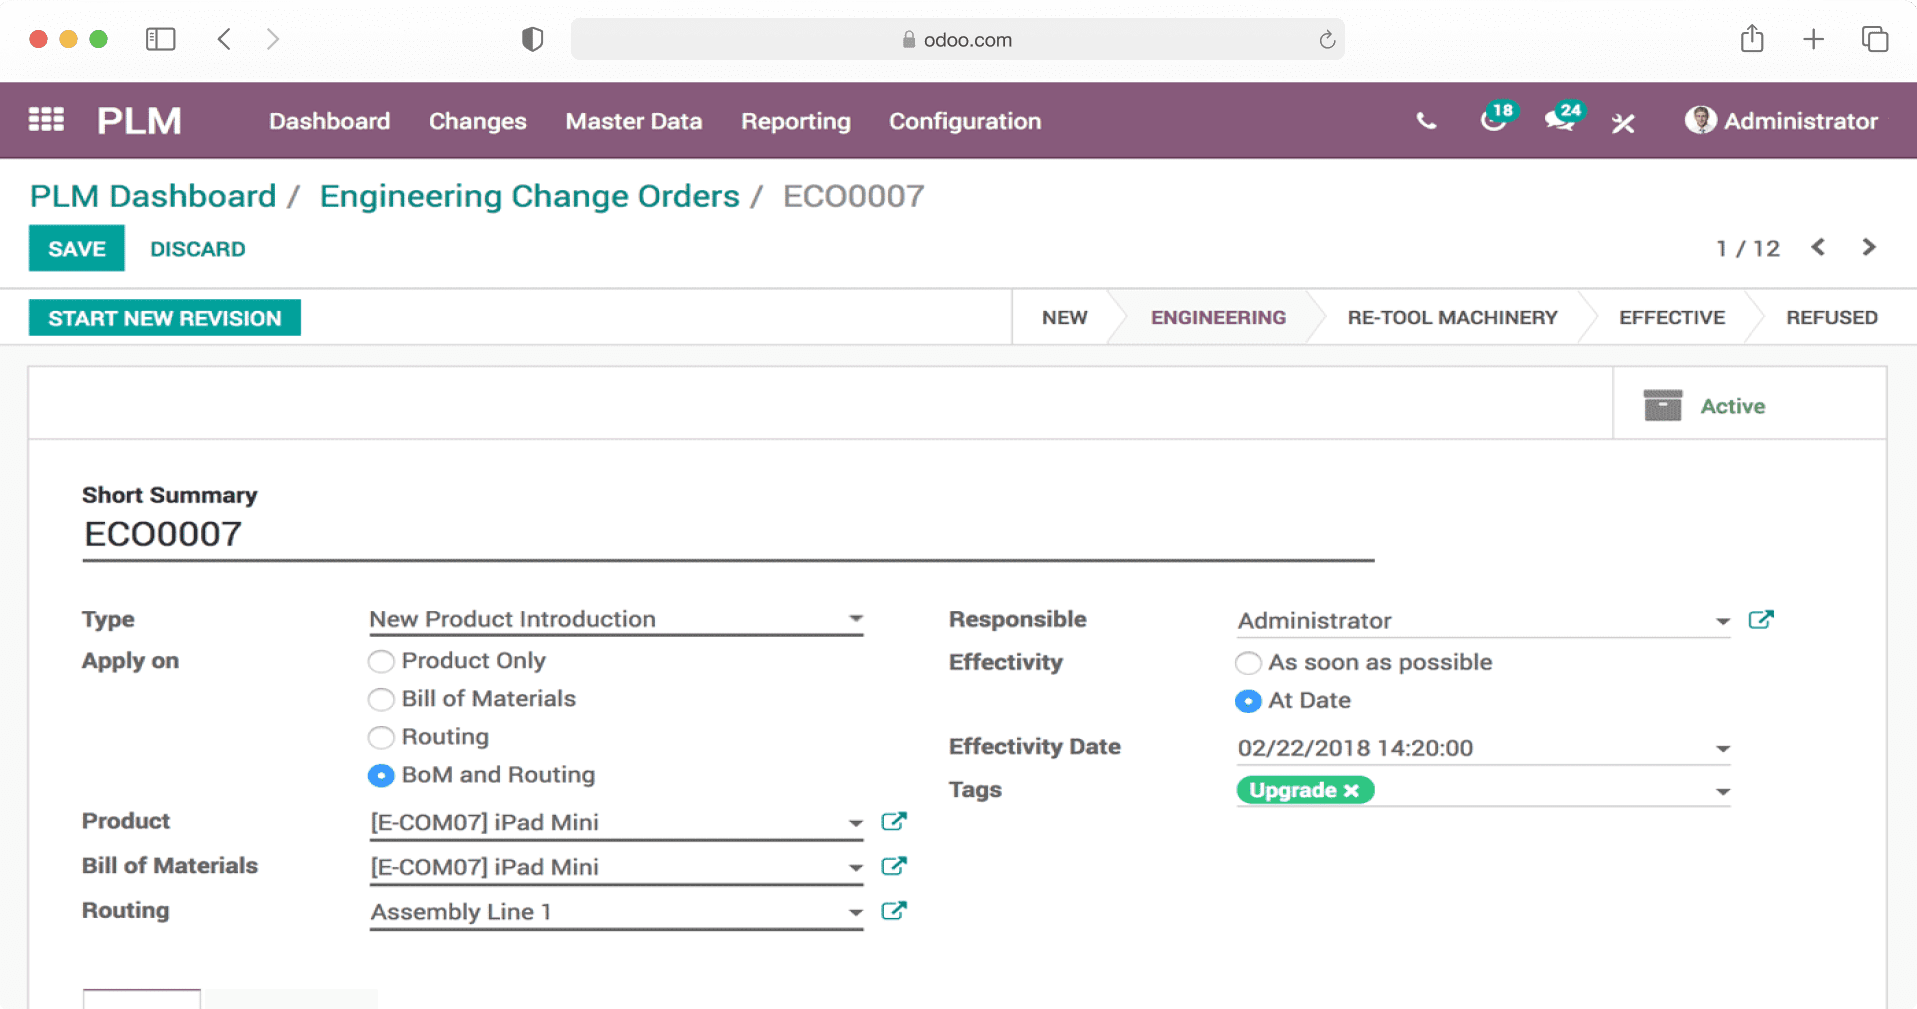 odoo.com
PLM Dashboard Changes Master Data Reporting Configuration 18 24 Administrator
PLM Dashboard / Engineering Change Orders / ECO0007
SAVE DISCARD 1 / 12
START NEW REVISION NEW ENGINEERING RE-TOOL MACHINERY EFFECTIVE REFUSED
Active
Short Summary
ECO0007
Type New Product Introduction
Apply on Product Only
Bill of Materials
Routing
BoM and Routing
Product [E-COM07] iPad Mini
Bill of Materials [E-COM07] iPad Mini
Routing Assembly Line 1
Responsible Administrator
Effectivity As soon as possible
At Date
Effectivity Date 02/22/2018 14:20:00
Tags Upgrade ×